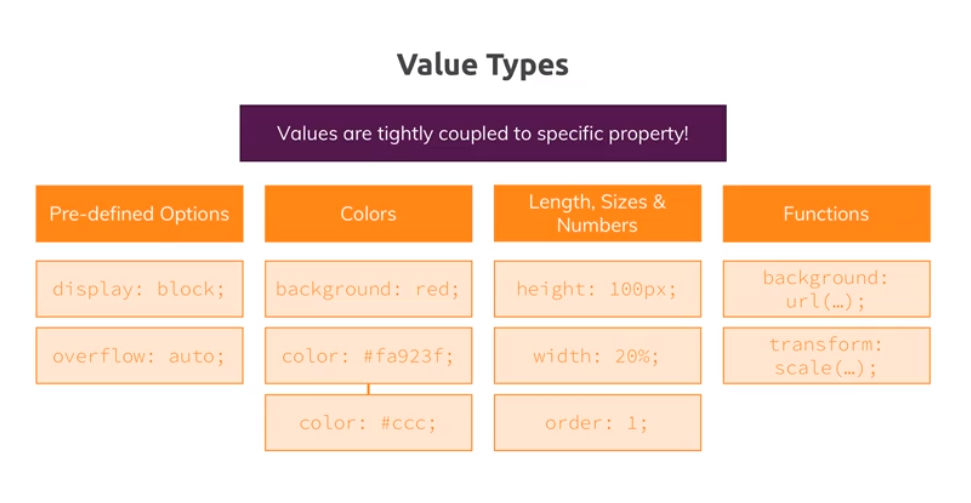 Value Types
Values are tightly coupled to specific property!
Pre-defined Options
Colors
Length, Sizes &
Numbers
Functions
display: block;
background: red;
height: 100px;
background:
url(…);
overflow: auto;
color: #fa923f;
width: 20%;
transform:
scale(…);
color: #ccc;
order: 1;